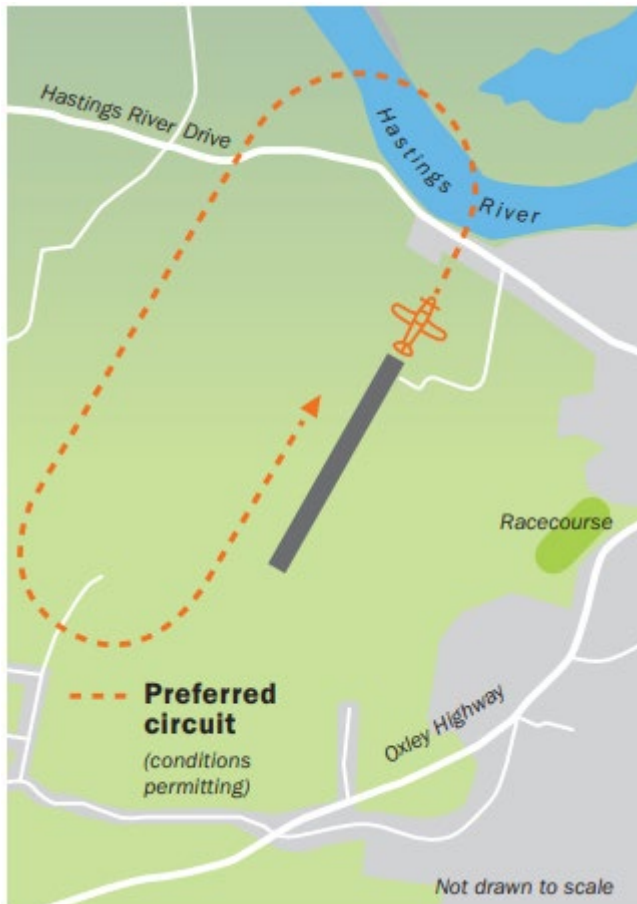 Hastings River Drive
Hastings
River
Racecourse
Preferred
circuit
(conditions
permitting)
Oxley Highway
Not drawn to scale